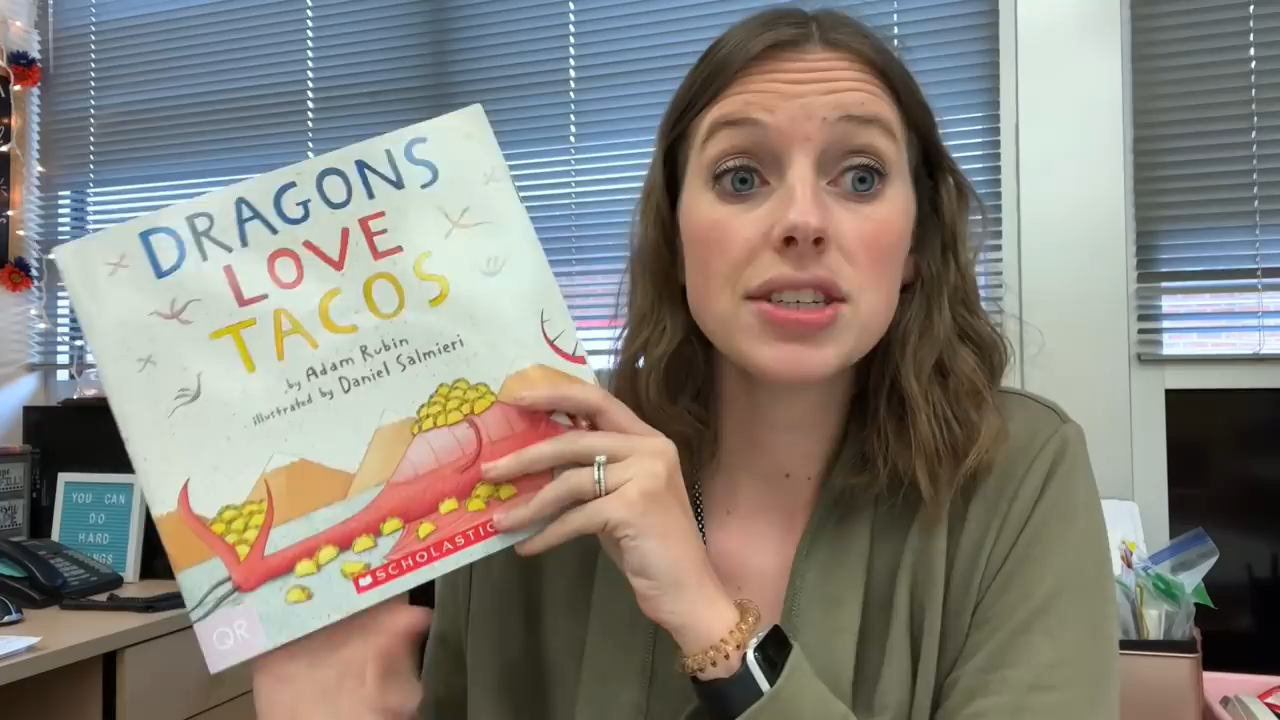 DRAGONS
LOVE
TACOS
by Adam Rubin
illustrated by Daniel Salmieri
SCHOLASTIC
QR
YOU CAN
DO
HARD